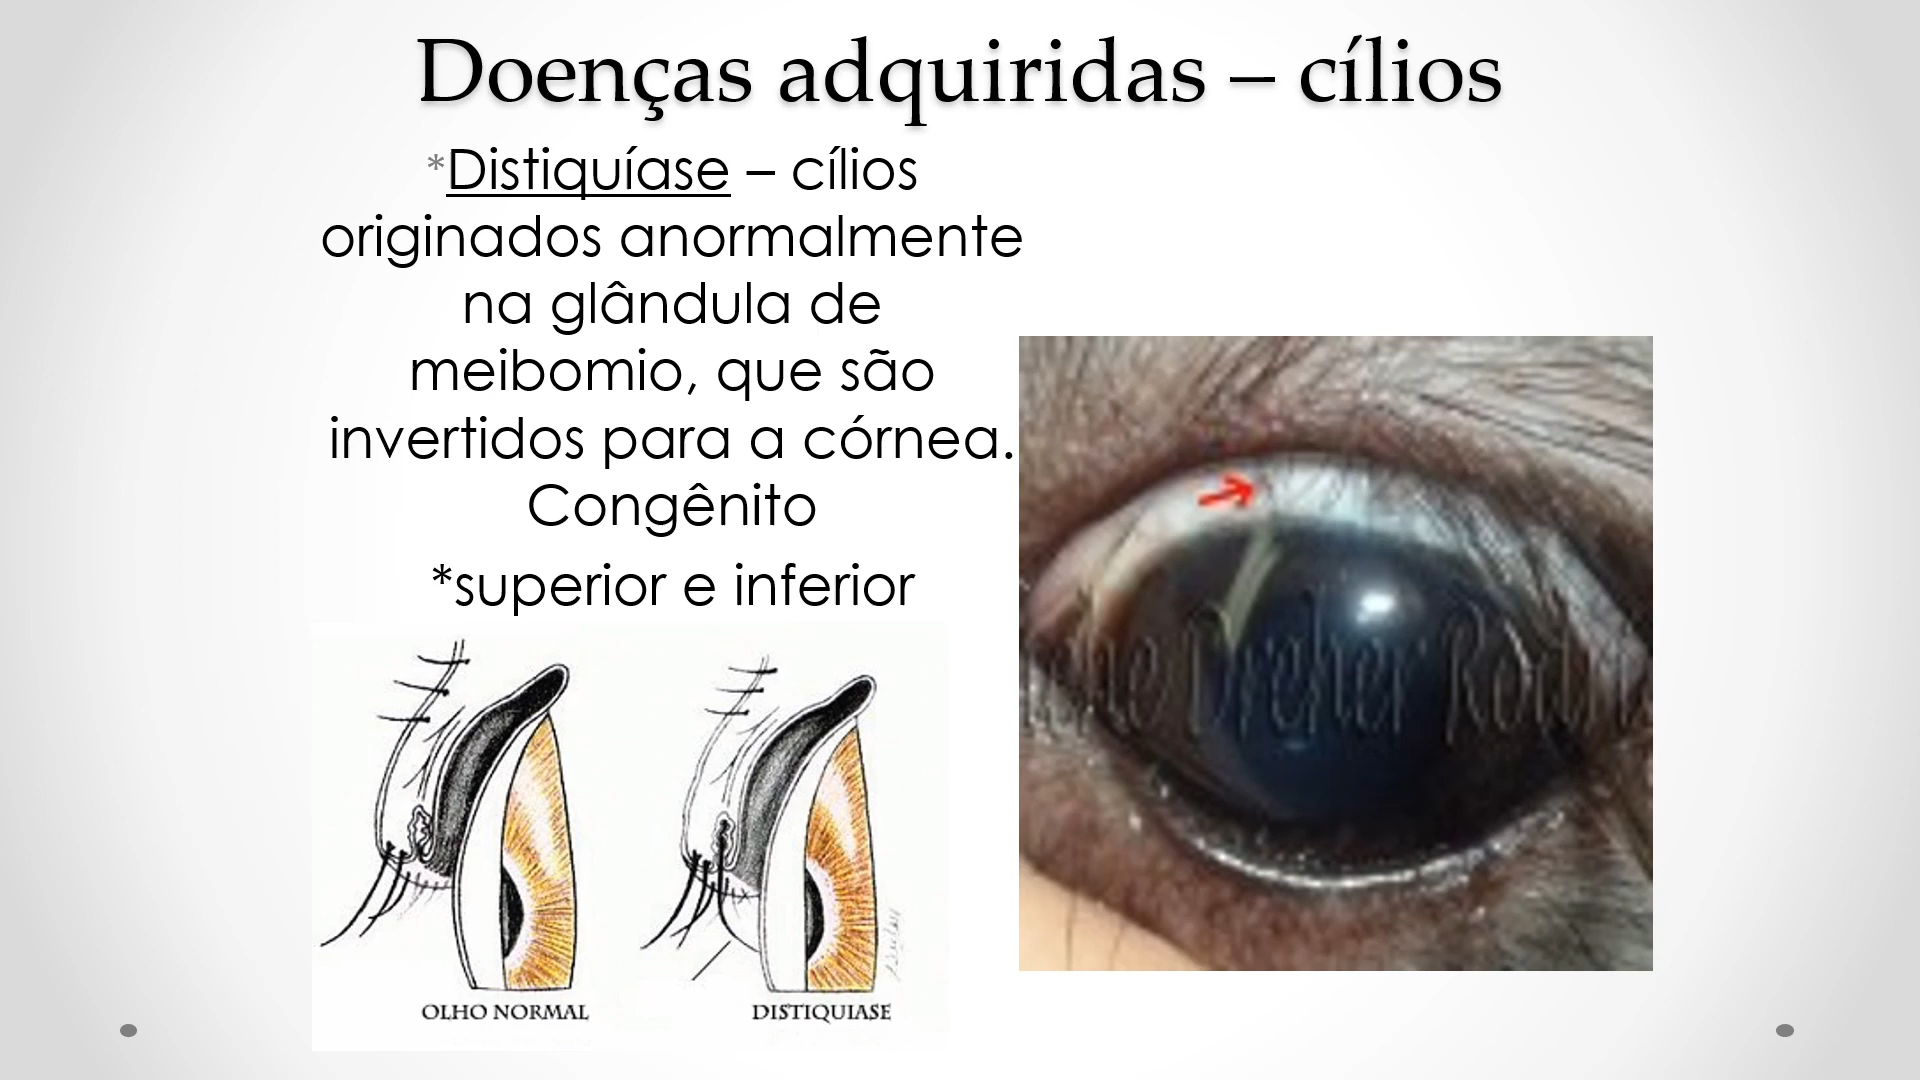 Doenças adquiridas – cílios
*Distiquíase – cílios
originados anormalmente
na glândula de
meibomio, que são
invertidos para a córnea.
Congênito
*superior e inferior
OLHO NORMAL
DISTIQUIASE
Dreher